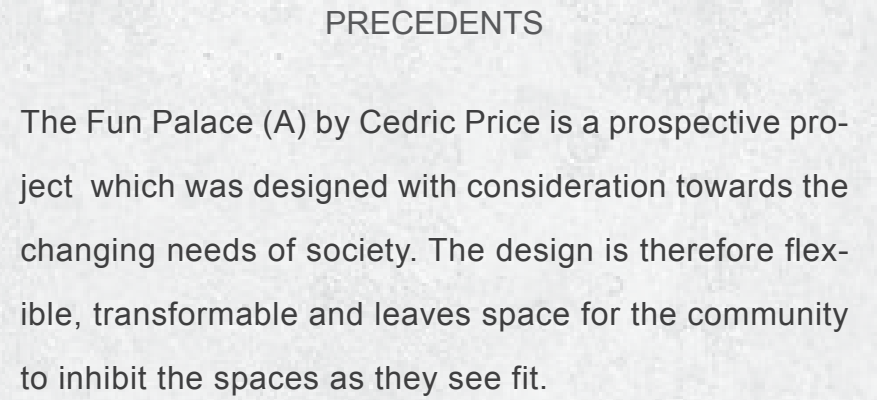 PRECEDENTS
The Fun Palace (A) by Cedric Price is a prospective pro-
ject  which was designed with consideration towards the
changing needs of society. The design is therefore flex-
ible, transformable and leaves space for the community
to inhibit the spaces as they see fit.